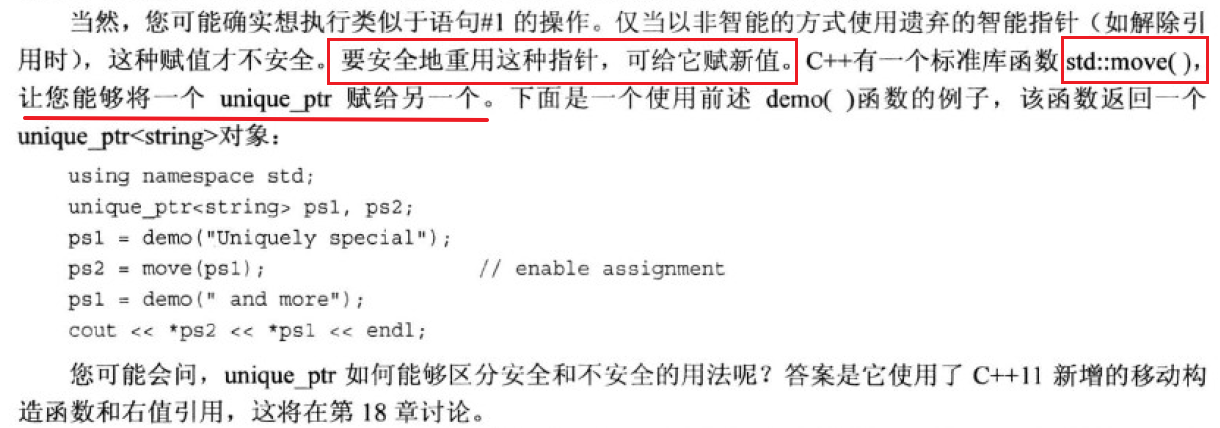 当然，您可能确实想执行类似于语句#1 的操作。仅当以非智能的方式使用遗弃的智能指针（如解除引
用时），这种赋值才不安全。要安全地重用这种指针，可给它赋新值。C++有一个标准库函数 std::move( )，
让您能够将一个 unique_ptr 赋给另一个。下面是一个使用前述 demo( )函数的例子，该函数返回一个
unique_ptr<string>对象：
using namespace std;
unique_ptr<string> ps1, ps2;
ps1 = demo("Uniquely special");
ps2 = move(ps1); // enable assignment
ps1 = demo(" and more");
cout << *ps2 << *ps1 << endl;
您可能会问，unique_ptr 如何能够区分安全和不安全的用法呢？答案是它使用了 C++11 新增的移动构
造函数和右值引用，这将在第 18 章讨论。